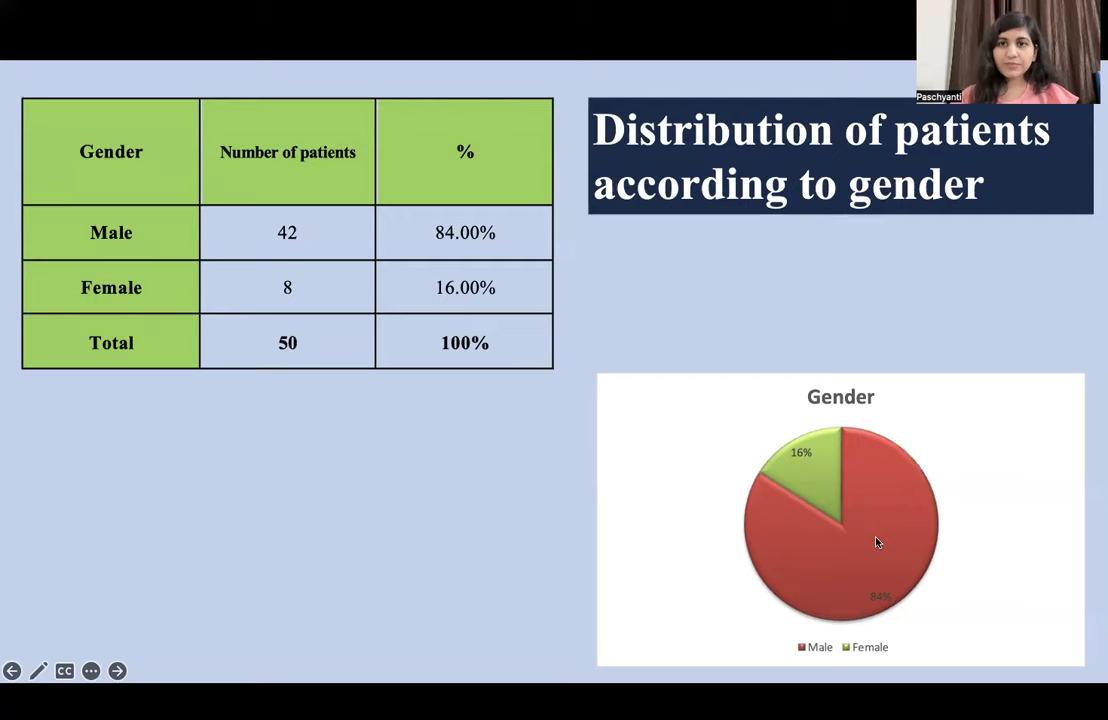 Paschyanti
Distribution of patients
according to gender
Gender Number of patients %
Male 42 84.00%
Female 8 16.00%
Total 50 100%
Gender
16%
84%
Male Female
CC